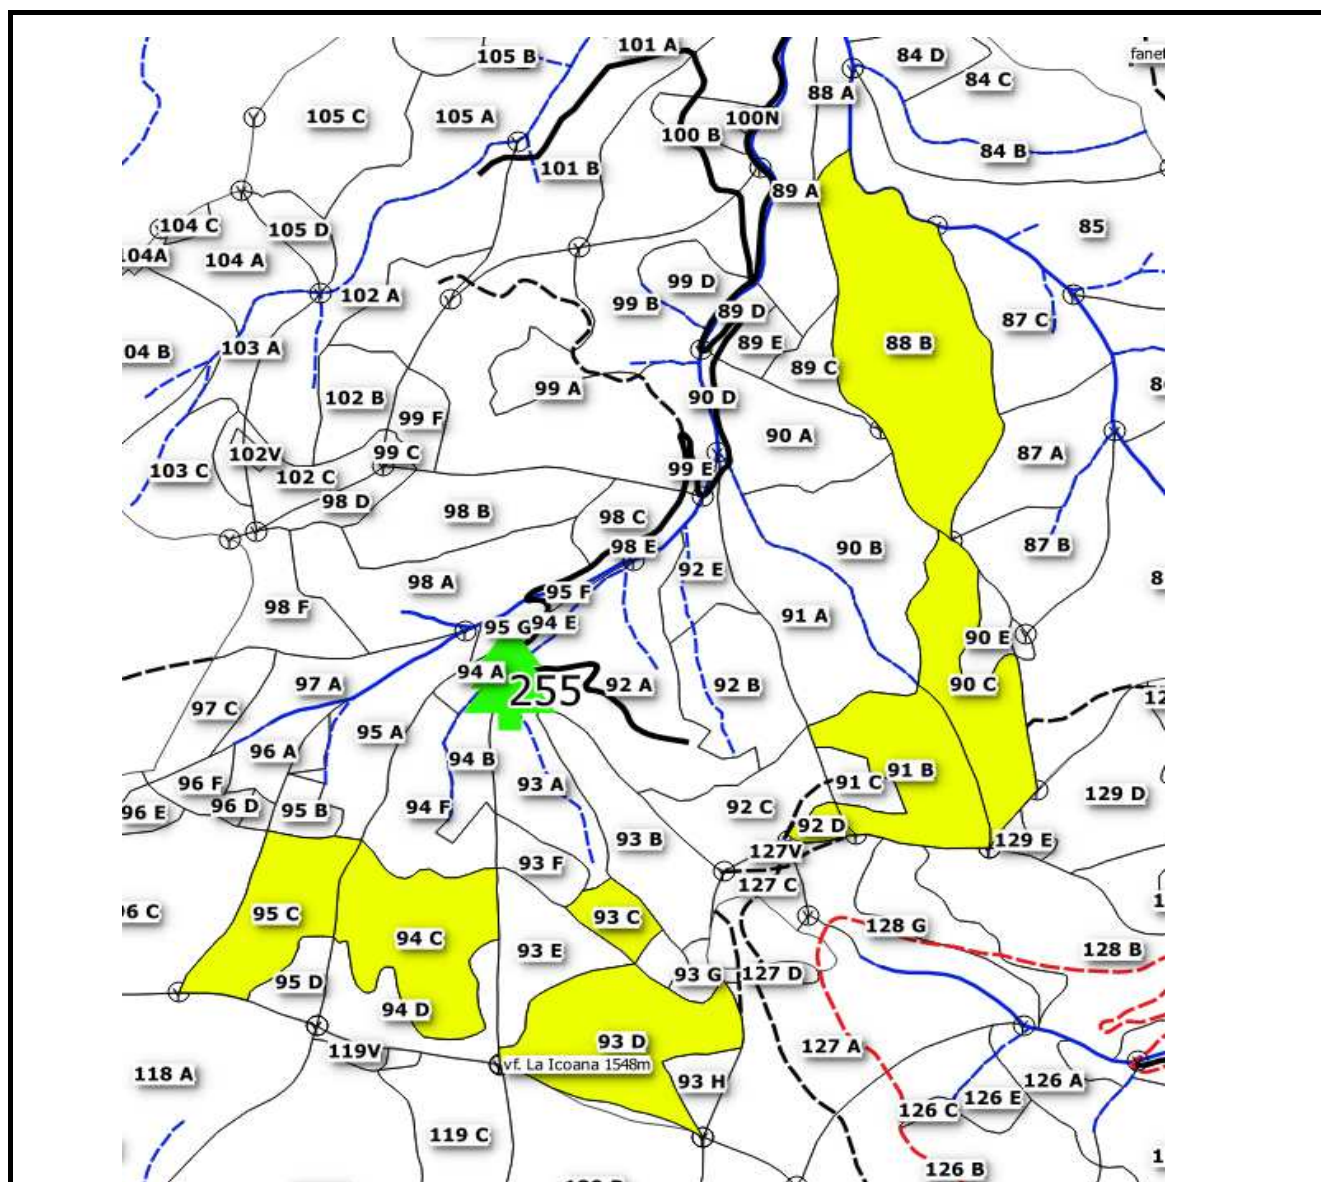 101 A
105 B
84 D
fanet
84 C
88 A
105 C
105 A
100N
100 B
84 B
101 B
89 A
104 C
105 D
85
104A
104 A
102 A
99 D
99 B
89 D
87 C
04 B
103 A
89 E
88 B
89 C
99 A
102 B
90 D
99 F
90 A
102V
99 C
87 A
103 C
102 C
99 E
98 D
98 B
98 C
98 E
90 B
87 B
92 E
98 A
95 F
98 F
91 A
95 G
94 E
90 E
94 A
97 A
255
92 A
92 B
90 C
12
97 C
95 A
96 A
94 B
91 B
96 F
93 A
91 C
129 D
96 E
96 D
95 B
94 F
92 C
92 D
93 B
129 E
127V
93 F
127 C
96 C
95 C
93 C
128 G
94 C
93 E
128 B
95 D
93 G
127 D
94 D
93 D
119V
127 A
vf. La Icoana 1548m
118 A
93 H
126 A
126 E
126 C
119 C
126 B